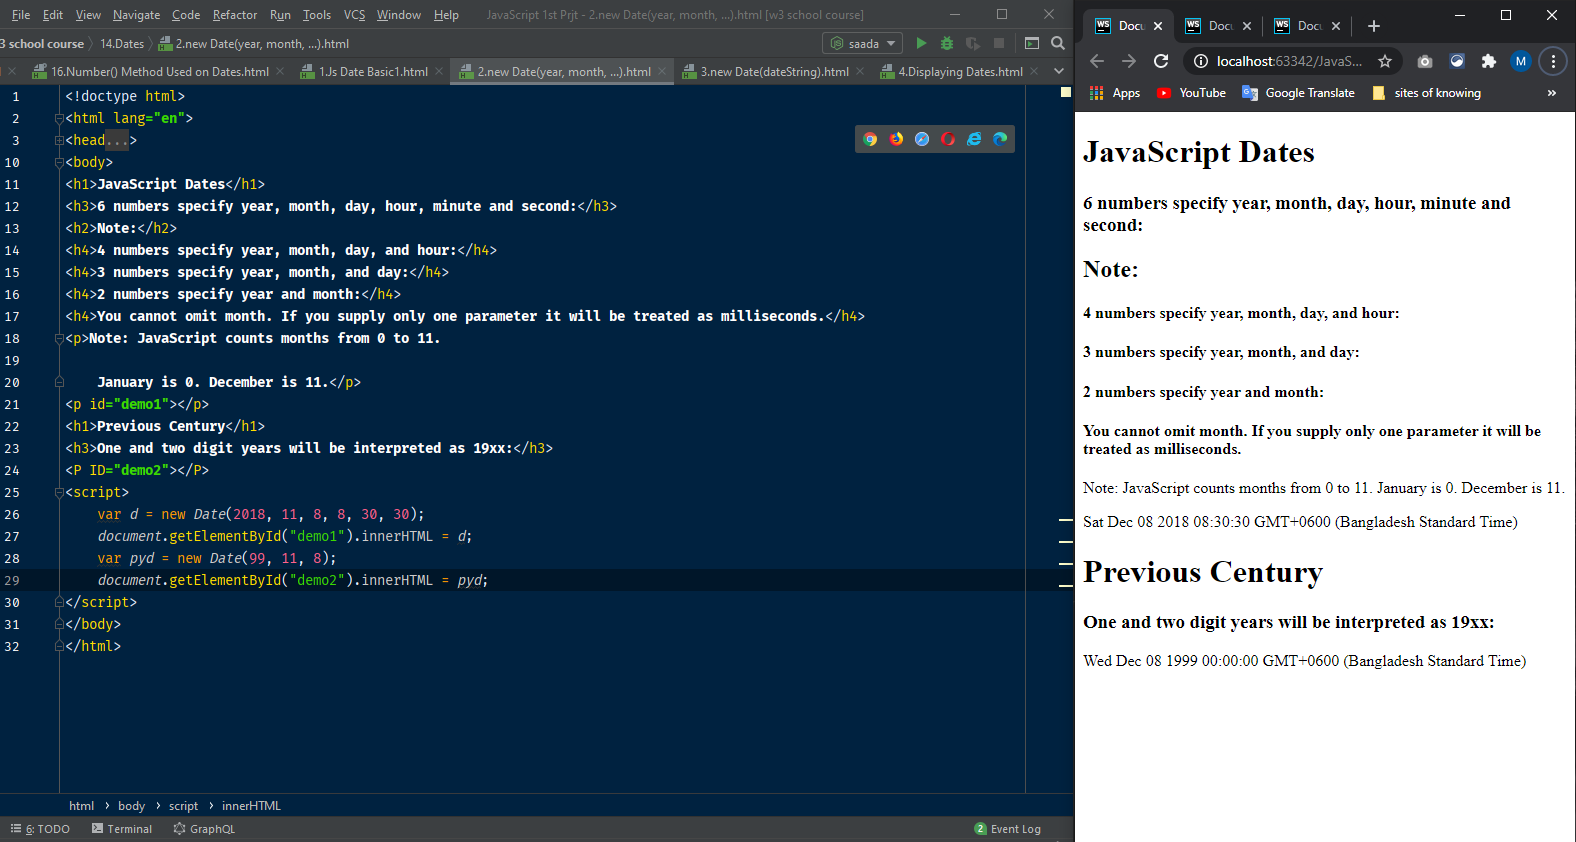 File Edit View Navigate Code Refactor Run Tools VCS Window Help JavaScript 1st Prjt - 2.new Date(year, month, ...).html [w3 school course]
3 school course 14.Dates 2.new Date(year, month, ...).html saada
16.Number() Method Used on Dates.html 1.Js Date Basic1.html 2.new Date(year, month, ...).html 3.new Date(dateString).html 4.Displaying Dates.html
1 <!doctype html>
2 <html lang="en">
3 <head...>
10 <body>
11 <h1>JavaScript Dates</h1>
12 <h3>6 numbers specify year, month, day, hour, minute and second:</h3>
13 <h2>Note:</h2>
14 <h4>4 numbers specify year, month, day, and hour:</h4>
15 <h4>3 numbers specify year, month, and day:</h4>
16 <h4>2 numbers specify year and month:</h4>
17 <h4>You cannot omit month. If you supply only one parameter it will be treated as milliseconds.</h4>
18 <p>Note: JavaScript counts months from 0 to 11.
19
20 January is 0. December is 11.</p>
21 <p id="demo1"></p>
22 <h1>Previous Century</h1>
23 <h3>One and two digit years will be interpreted as 19xx:</h3>
24 <P ID="demo2"></P>
25 <script>
26 var d = new Date(2018, 11, 8, 8, 30, 30);
27 document.getElementById("demo1").innerHTML = d;
28 var pyd = new Date(99, 11, 8);
29 document.getElementById("demo2").innerHTML = pyd;
30 </script>
31 </body>
32 </html>
html › body › script › innerHTML
6: TODO Terminal GraphQL 2 Event Log
WS Docu WS Docu WS Docu
localhost:63342/JavaS... M
Apps YouTube Google Translate sites of knowing »
JavaScript Dates
6 numbers specify year, month, day, hour, minute and
second:
Note:
4 numbers specify year, month, day, and hour:
3 numbers specify year, month, and day:
2 numbers specify year and month:
You cannot omit month. If you supply only one parameter it will be
treated as milliseconds.
Note: JavaScript counts months from 0 to 11. January is 0. December is 11.
Sat Dec 08 2018 08:30:30 GMT+0600 (Bangladesh Standard Time)
Previous Century
One and two digit years will be interpreted as 19xx:
Wed Dec 08 1999 00:00:00 GMT+0600 (Bangladesh Standard Time)